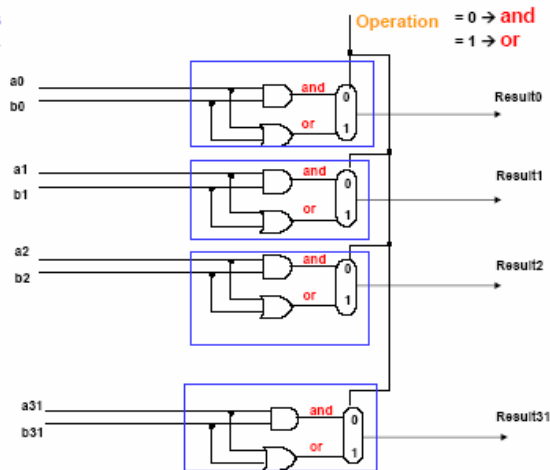 Operation = 0 → and
= 1 → or
a0
b0
and
or
0
1
Result0
a1
b1
and
or
0
1
Result1
a2
b2
and
or
0
1
Result2
a31
b31
and
or
0
1
Result31